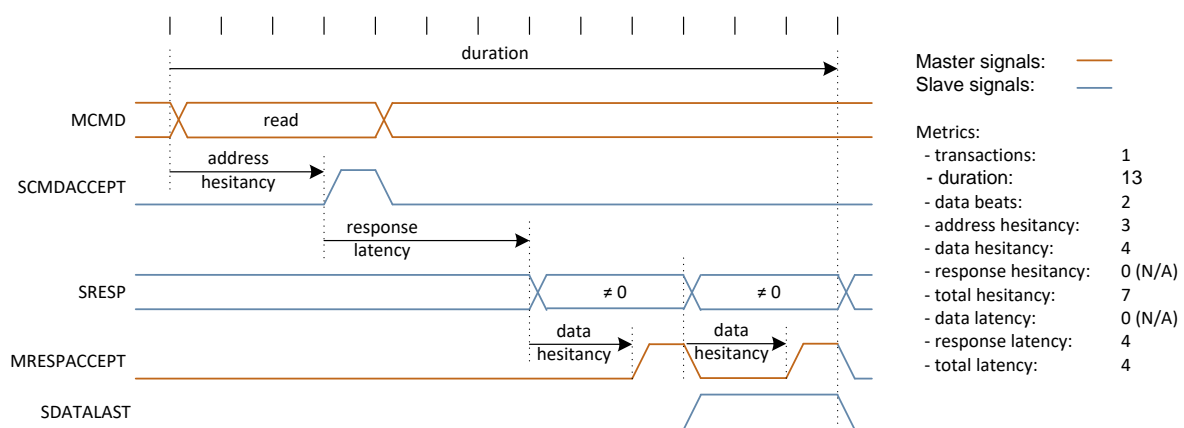 duration
Master signals:
Slave signals:
MCMD
read
Metrics:
- transactions: 1
- duration: 13
- data beats: 2
- address hesitancy: 3
- data hesitancy: 4
- response hesitancy: 0 (N/A)
- total hesitancy: 7
- data latency: 0 (N/A)
- response latency: 4
- total latency: 4
address
hesitancy
SCMDACCEPT
response
latency
SRESP
≠ 0
≠ 0
data
hesitancy
data
hesitancy
MRESPACCEPT
SDATALAST